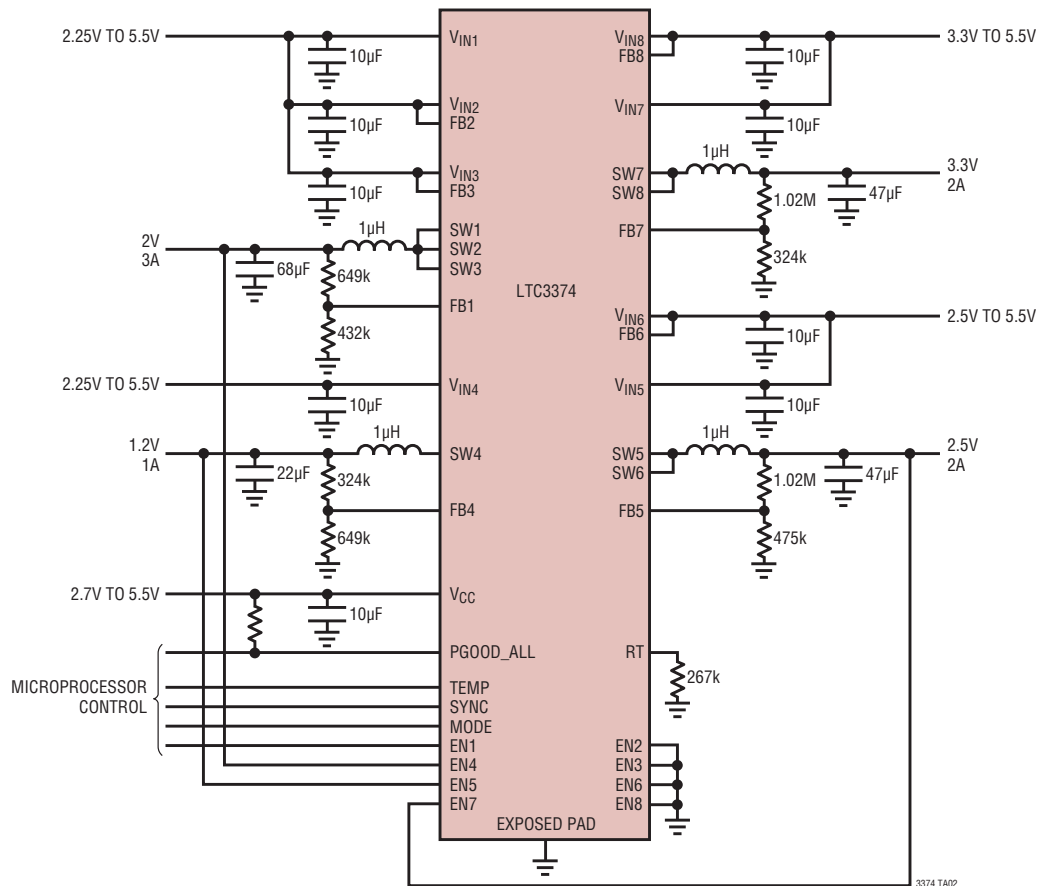 2.25V TO 5.5V
VIN1
10µF
VIN2
FB2
10µF
VIN3
FB3
10µF
2V
3A
1µH
SW1
SW2
SW3
68µF
649k
FB1
432k
2.25V TO 5.5V
VIN4
10µF
1.2V
1A
1µH
SW4
22µF
324k
FB4
649k
2.7V TO 5.5V
VCC
10µF
MICROPROCESSOR
CONTROL
PGOOD_ALL
TEMP
SYNC
MODE
EN1
EN4
EN5
EN7
LTC3374
EXPOSED PAD
VIN8
FB8
10µF
3.3V TO 5.5V
VIN7
10µF
1µH
SW7
SW8
3.3V
2A
1.02M
47µF
FB7
324k
VIN6
FB6
10µF
2.5V TO 5.5V
VIN5
10µF
1µH
SW5
SW6
2.5V
2A
1.02M
47µF
FB5
475k
RT
267k
EN2
EN3
EN6
EN8
3374 TA02